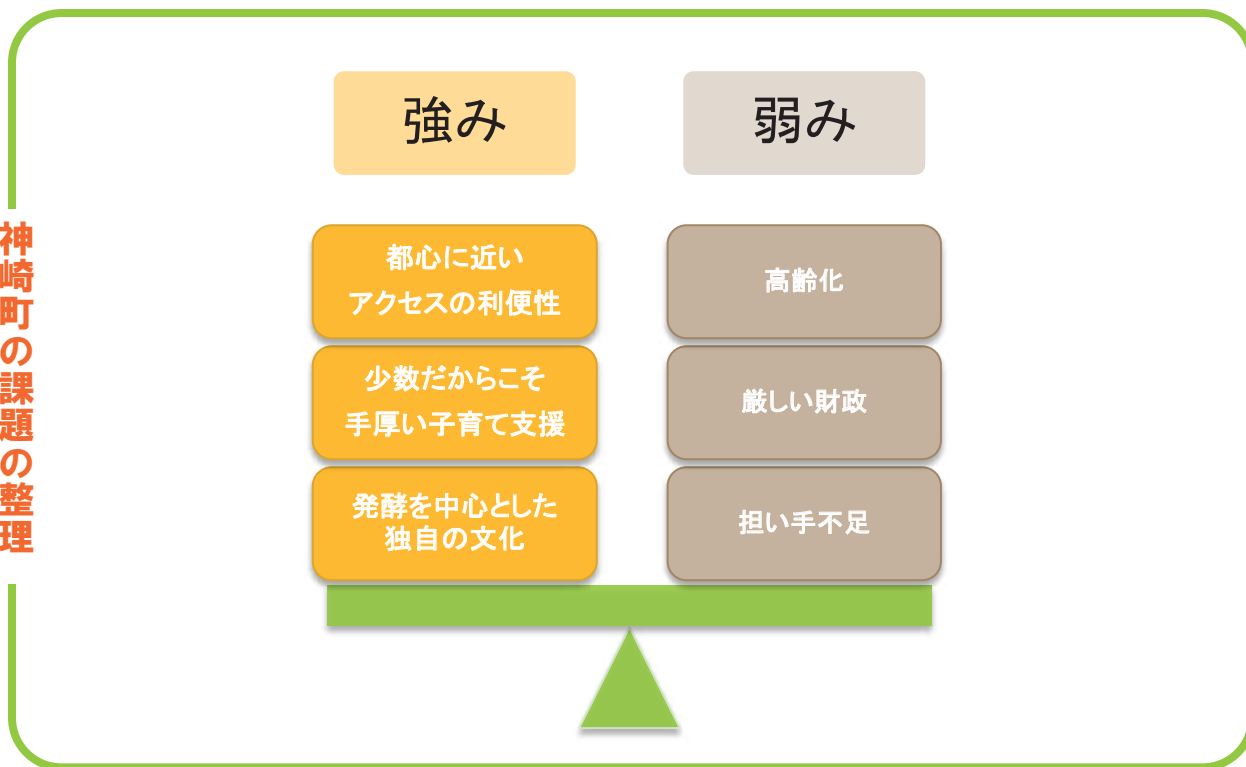 神崎町の課題の整理
強み
弱み
都心に近い
アクセスの利便性
少数だからこそ
手厚い子育て支援
発酵を中心とした
独自の文化
高齢化
厳しい財政
担い手不足